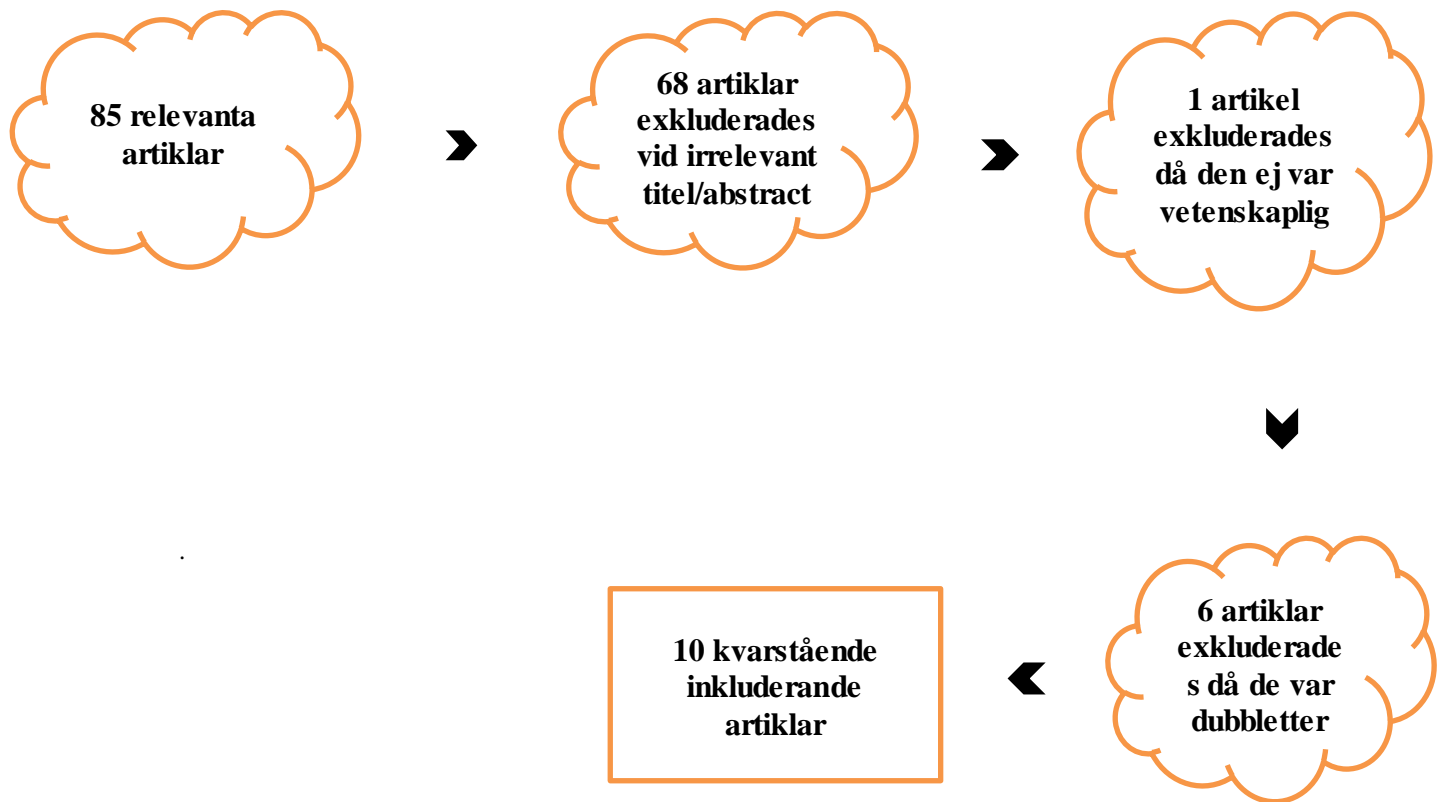 85 relevanta
artiklar
68 artiklar
exkluderades
vid irrelevant
titel/abstract
1 artikel
exkluderades
då den ej var
vetenskaplig
6 artiklar
exkluderade
s då de var
dubbletter
10 kvarstående
inkluderande
artiklar
.